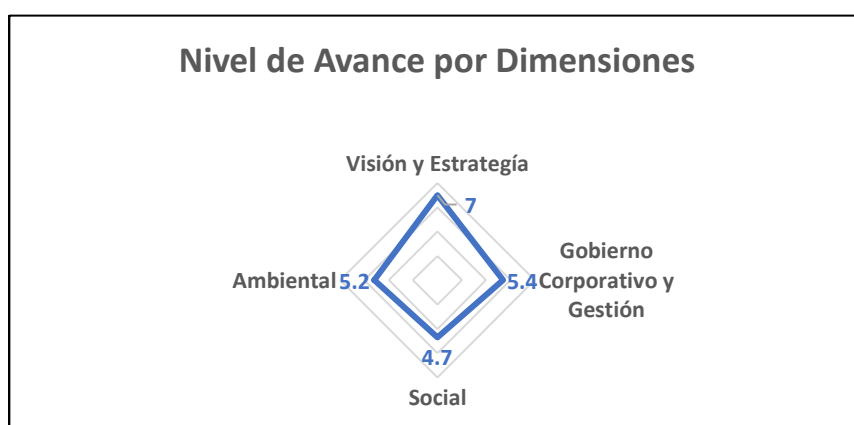 Nivel de Avance por Dimensiones
Visión y Estrategía
7
Gobierno
Corporativo y
Gestión
5.4
Ambiental
5.2
4.7
Social